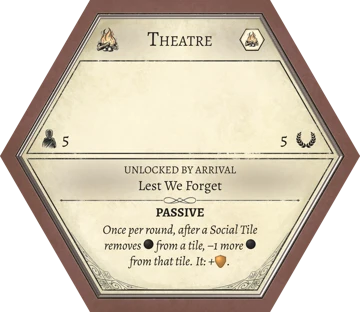 Theatre
5 5
UNLOCKED BY ARRIVAL
Lest We Forget
PASSIVE
Once per round, after a Social Tile
removes from a tile, –1 more
from that tile. It: +.